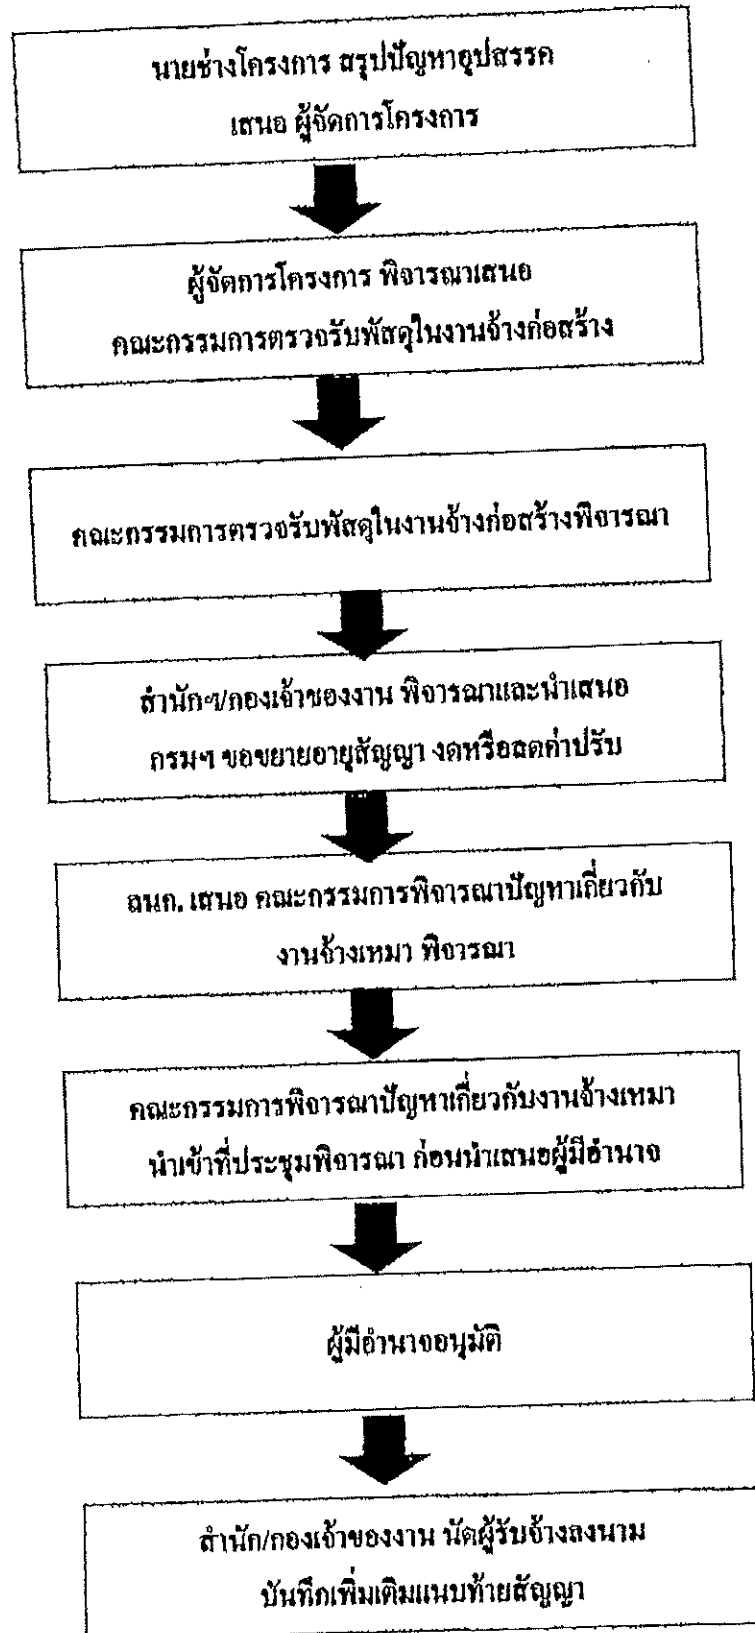 นายช่างโครงการ สรุปปัญหาอุปสรรค
เสนอ ผู้จัดการโครงการ
ผู้จัดการโครงการ พิจารณาเสนอ
คณะกรรมการตรวจรับพัสดุในงานจ้างก่อสร้าง
คณะกรรมการตรวจรับพัสดุในงานจ้างก่อสร้างพิจารณา
สำนักฯ/กองเจ้าของงาน พิจารณาและนำเสนอ
กรมฯ ขอขยายอายุสัญญา งดหรือลดค่าปรับ
ลนก. เสนอ คณะกรรมการพิจารณาปัญหาเกี่ยวกับ
งานจ้างเหมา พิจารณา
คณะกรรมการพิจารณาปัญหาเกี่ยวกับงานจ้างเหมา
นำเข้าที่ประชุมพิจารณา ก่อนนำเสนอผู้มีอำนาจ
ผู้มีอำนาจอนุมัติ
สำนัก/กองเจ้าของงาน นัดผู้รับจ้างลงนาม
บันทึกเพิ่มเติมแนบท้ายสัญญา